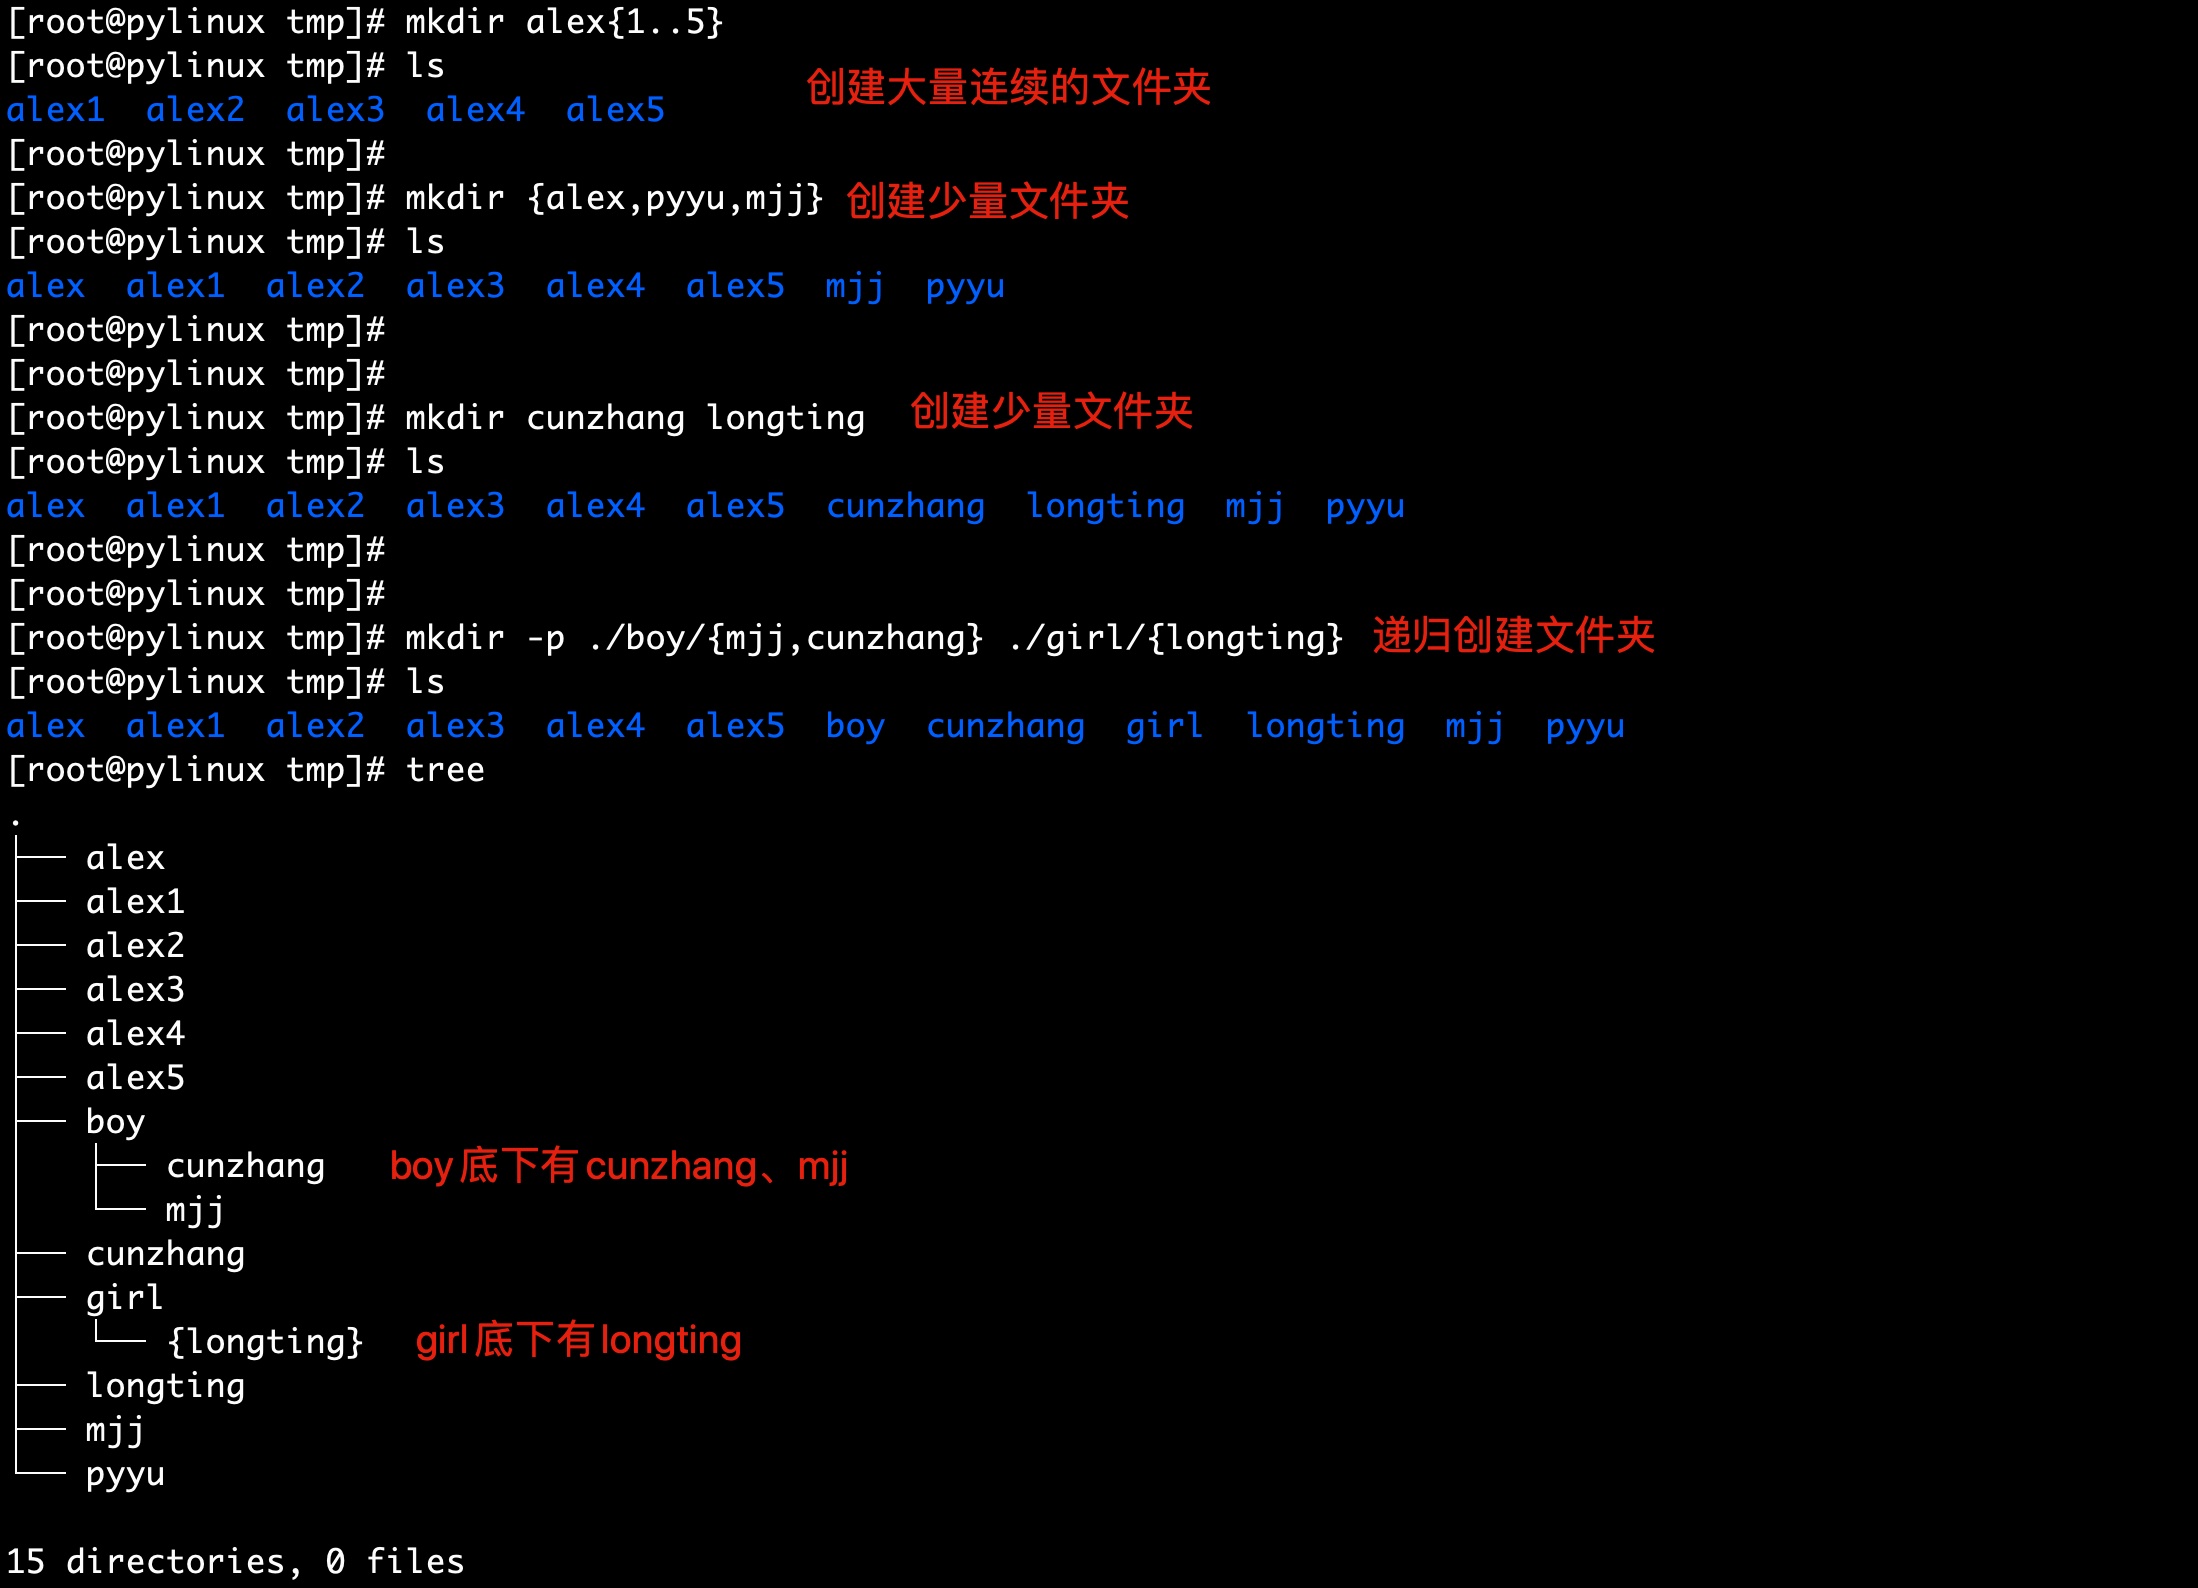 [root@pylinux tmp]# mkdir alex{1..5}
[root@pylinux tmp]# ls
创建大量连续的文件夹
alex1  alex2  alex3  alex4  alex5
[root@pylinux tmp]#
[root@pylinux tmp]# mkdir {alex,pyyu,mjj} 创建少量文件夹
[root@pylinux tmp]# ls
alex  alex1  alex2  alex3  alex4  alex5  mjj  pyyu
[root@pylinux tmp]#
[root@pylinux tmp]#
[root@pylinux tmp]# mkdir cunzhang longting 创建少量文件夹
[root@pylinux tmp]# ls
alex  alex1  alex2  alex3  alex4  alex5  cunzhang  longting  mjj  pyyu
[root@pylinux tmp]#
[root@pylinux tmp]#
[root@pylinux tmp]# mkdir -p ./boy/{mjj,cunzhang} ./girl/{longting} 递归创建文件夹
[root@pylinux tmp]# ls
alex  alex1  alex2  alex3  alex4  alex5  boy  cunzhang  girl  longting  mjj  pyyu
[root@pylinux tmp]# tree
.
├── alex
├── alex1
├── alex2
├── alex3
├── alex4
├── alex5
├── boy
│   ├── cunzhang boy底下有cunzhang、mjj
│   └── mjj
├── cunzhang
├── girl
│   └── {longting} girl底下有longting
├── longting
├── mjj
└── pyyu
15 directories, 0 files